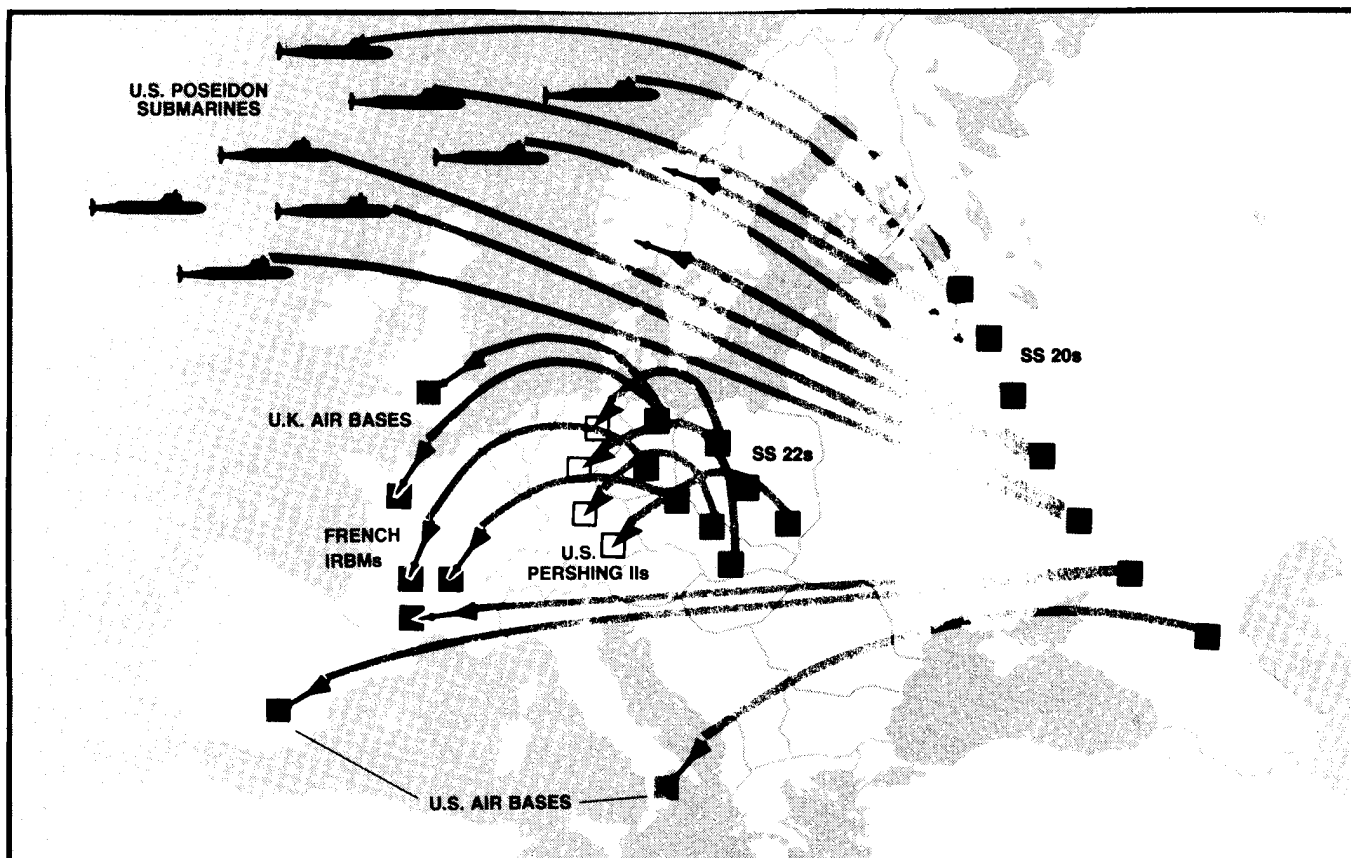 U.S. POSEIDON
SUBMARINES
SS 20s
U.K. AIR BASES
SS 22s
FRENCH
IRBMs
U.S.
PERSHING IIs
U.S. AIR BASES